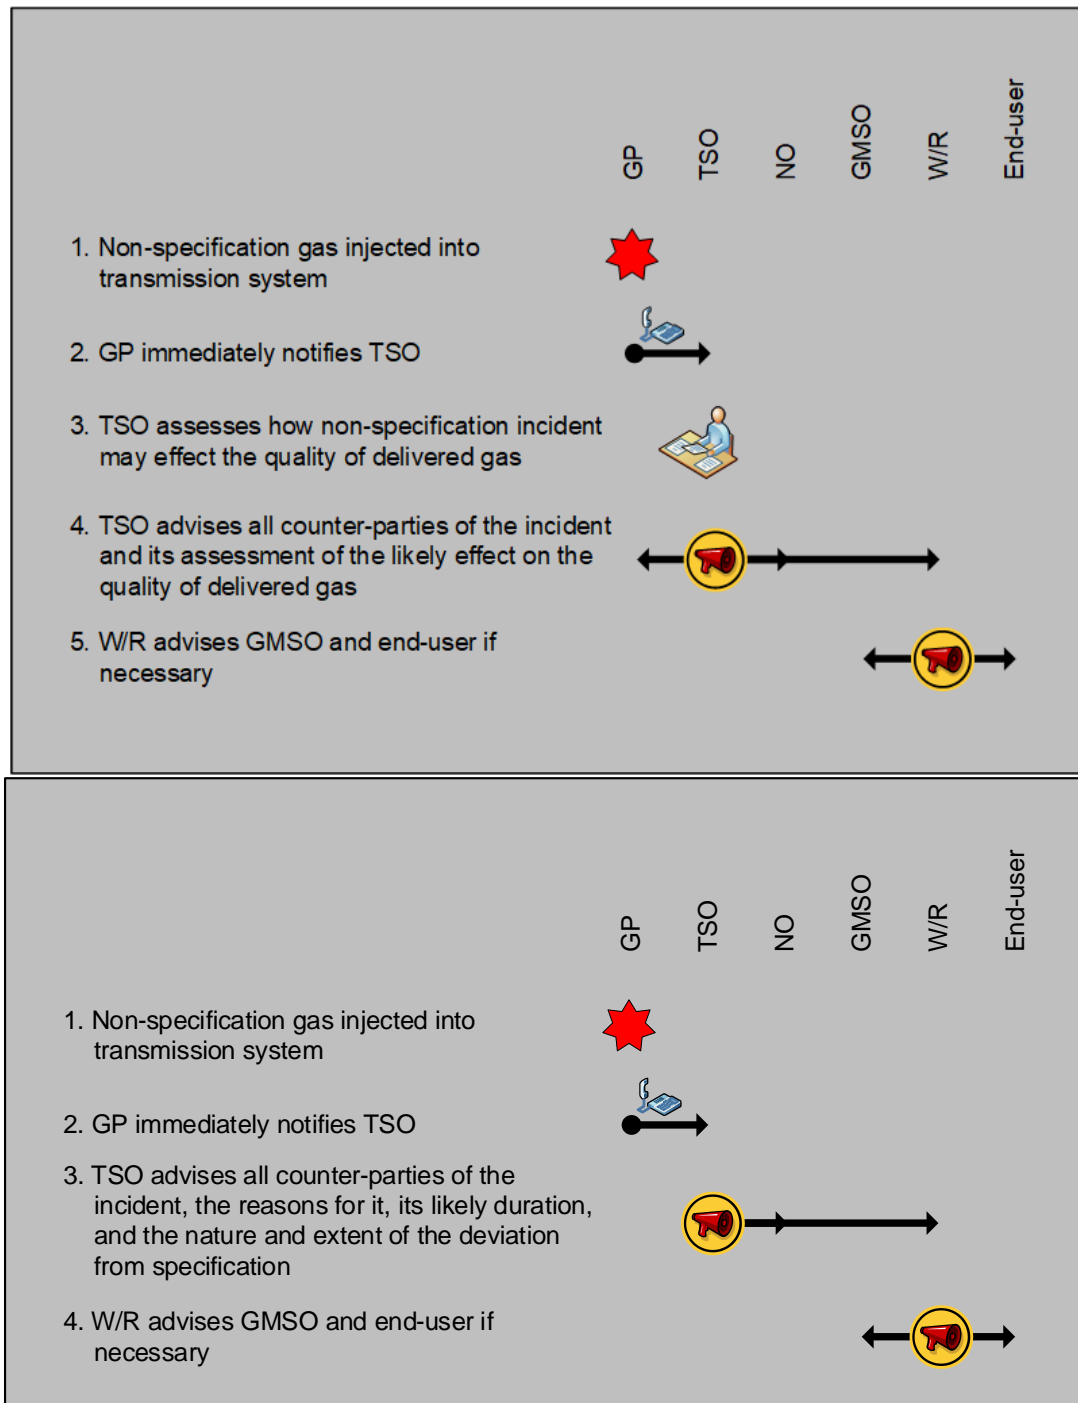 GP
TSO
NO
GMSO
W/R
End-user
1. Non-specification gas injected into
transmission system
2. GP immediately notifies TSO
3. TSO assesses how non-specification incident
may effect the quality of delivered gas
4. TSO advises all counter-parties of the incident
and its assessment of the likely effect on the
quality of delivered gas
5. W/R advises GMSO and end-user if
necessary
GP
TSO
NO
GMSO
W/R
End-user
1. Non-specification gas injected into
transmission system
2. GP immediately notifies TSO
3. TSO advises all counter-parties of the
incident, the reasons for it, its likely duration,
and the nature and extent of the deviation
from specification
4. W/R advises GMSO and end-user if
necessary